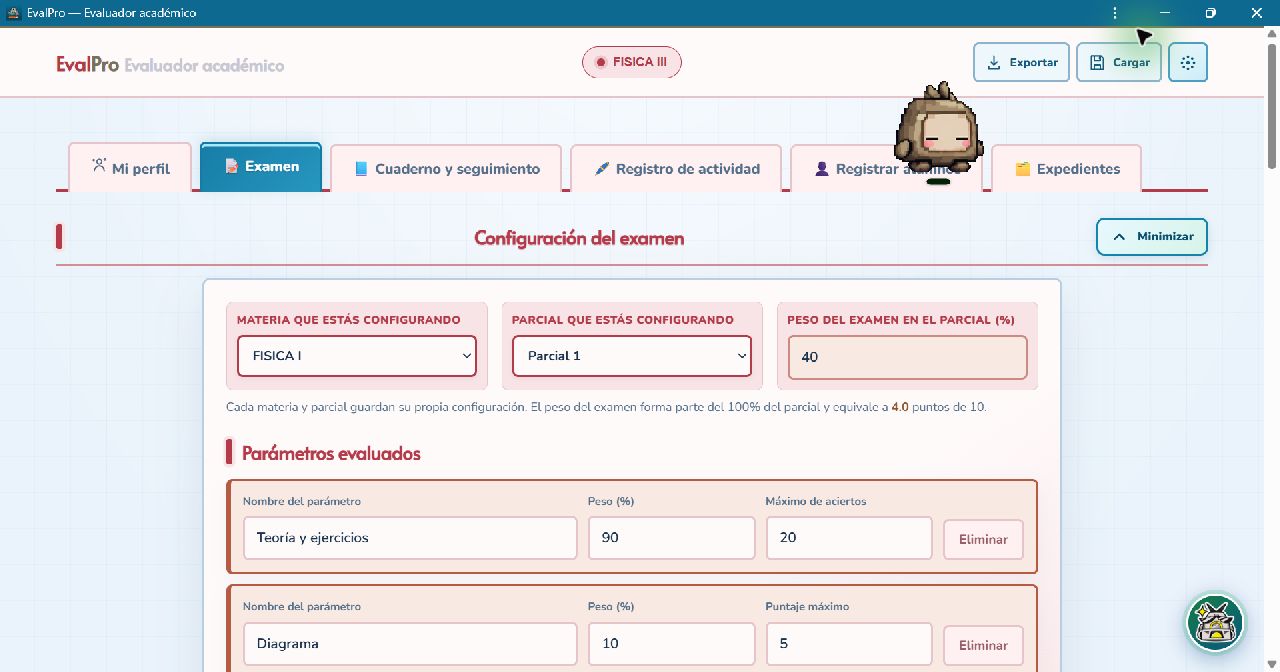 EvalPro — Evaluador académico
EvalPro Evaluador académico
FISICA III
Exportar
Cargar
Mi perfil
Examen
Cuaderno y seguimiento
Registro de actividad
Registrar
Expedientes
Configuración del examen
Minimizar
MATERIA QUE ESTÁS CONFIGURANDO
PARCIAL QUE ESTÁS CONFIGURANDO
PESO DEL EXAMEN EN EL PARCIAL (%)
FISICA I
Parcial 1
40
Cada materia y parcial guardan su propia configuración. El peso del examen forma parte del 100% del parcial y equivale a 4.0 puntos de 10.
Parámetros evaluados
Nombre del parámetro
Peso (%)
Máximo de aciertos
Teoría y ejercicios
90
20
Eliminar
Nombre del parámetro
Peso (%)
Puntaje máximo
Diagrama
10
5
Eliminar